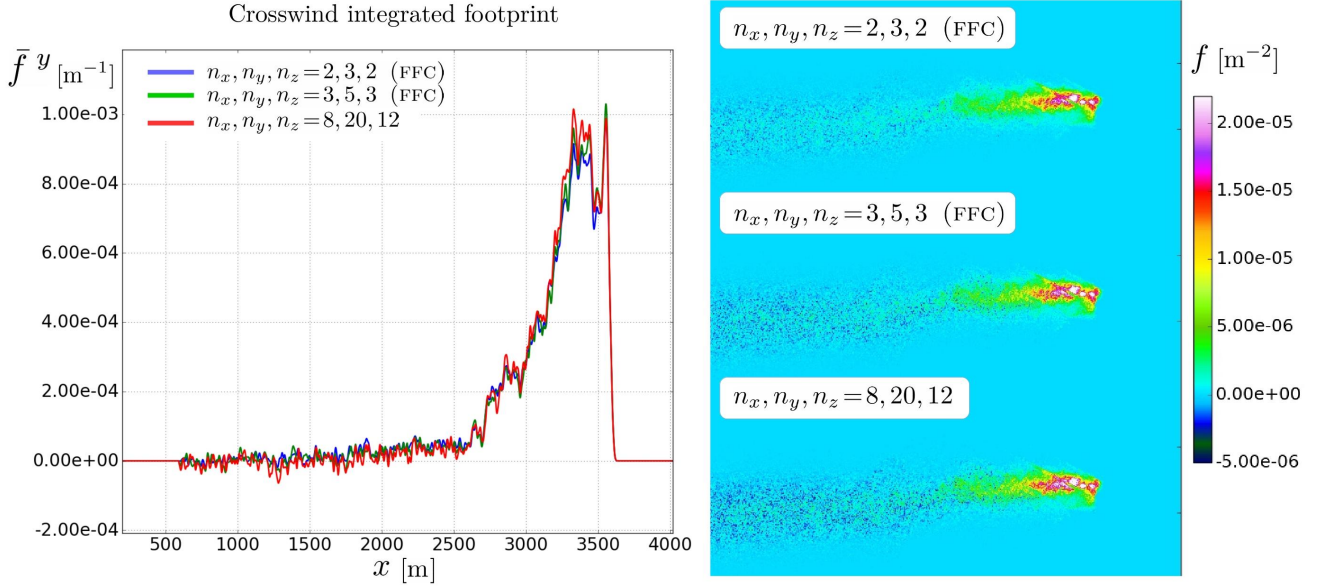 Crosswind integrated footprint
f̄ y [m⁻¹]
nx, ny, nz=2,3,2 (FFC)
nx, ny, nz=3,5,3 (FFC)
nx, ny, nz=8,20,12
1.00e-03
8.00e-04
6.00e-04
4.00e-04
2.00e-04
0.00e+00
-2.00e-04
500 1000 1500 2000 2500 3000 3500 4000
x [m]
nx, ny, nz=2,3,2 (FFC)
nx, ny, nz=3,5,3 (FFC)
nx, ny, nz=8,20,12
f [m⁻²]
2.00e-05
1.50e-05
1.00e-05
5.00e-06
0.00e+00
-5.00e-06